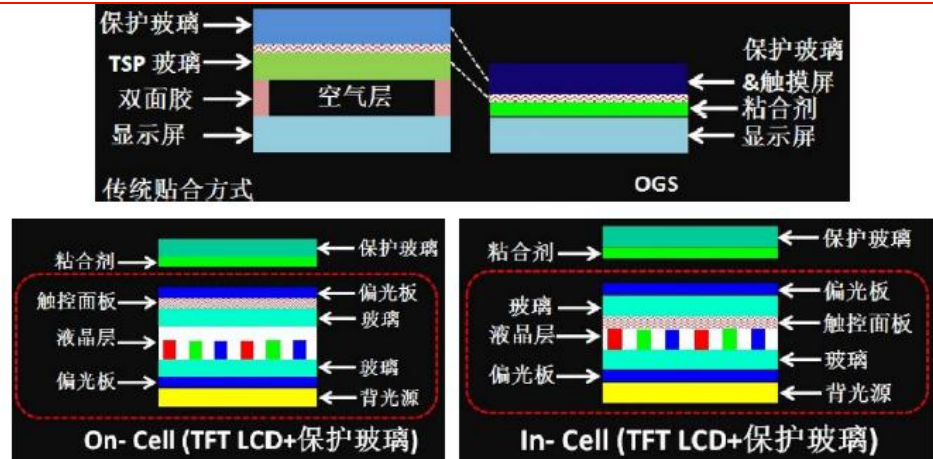 保护玻璃
TSP 玻璃
双面胶
空气层
显示屏
传统贴合方式
保护玻璃
&触摸屏
粘合剂
显示屏
OGS
粘合剂
保护玻璃
触控面板
液晶层
偏光板
偏光板
玻璃
玻璃
背光源
On- Cell (TFT LCD+保护玻璃)
粘合剂
保护玻璃
玻璃
液晶层
偏光板
偏光板
触控面板
玻璃
背光源
In- Cell (TFT LCD+保护玻璃)